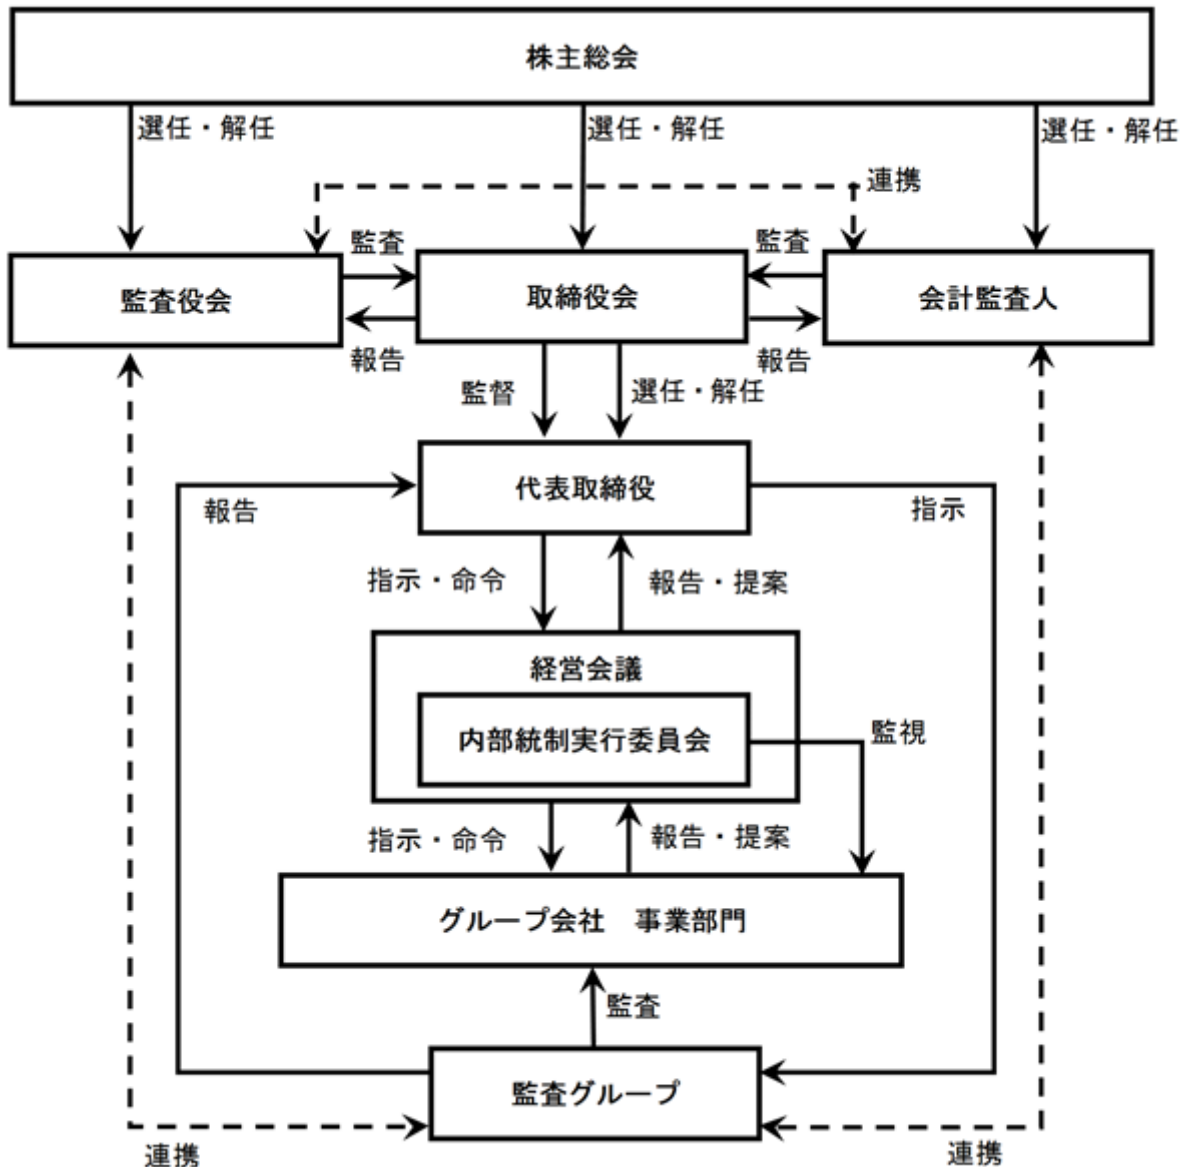 株主総会
選任・解任
選任・解任
選任・解任
連携
監査
監査
監査役会
取締役会
会計監査人
報告
報告
監督
選任・解任
代表取締役
報告
指示
指示・命令
報告・提案
経営会議
内部統制実行委員会
監視
指示・命令
報告・提案
グループ会社　事業部門
監査
監査グループ
連携
連携